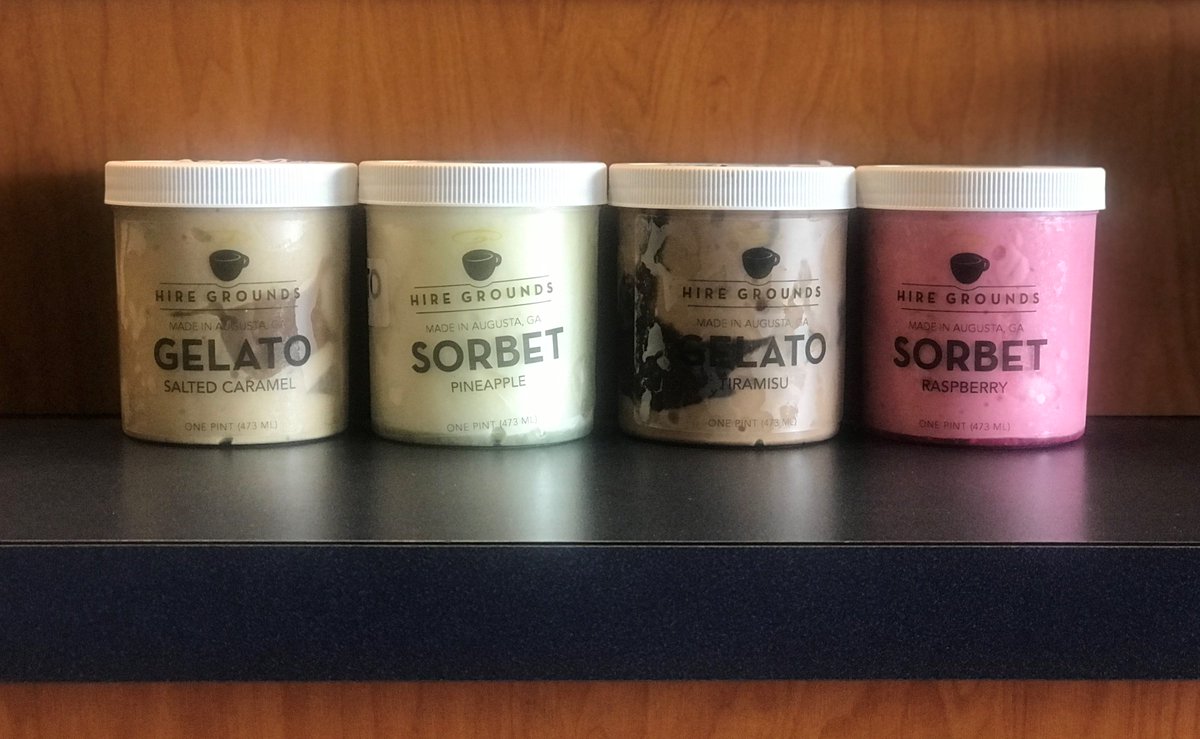 HIRE GROUNDS
MADE IN AUGUSTA, GA
GELATO
SALTED CARAMEL
ONE PINT (473 ML)
HIRE GROUNDS
MADE IN AUGUSTA, GA
SORBET
PINEAPPLE
ONE PINT (473 ML)
HIRE GROUNDS
MADE IN AUGUSTA, GA
GELATO
TIRAMISU
ONE PINT (473 ML)
HIRE GROUNDS
MADE IN AUGUSTA, GA
SORBET
RASPBERRY
ONE PINT (473 ML)